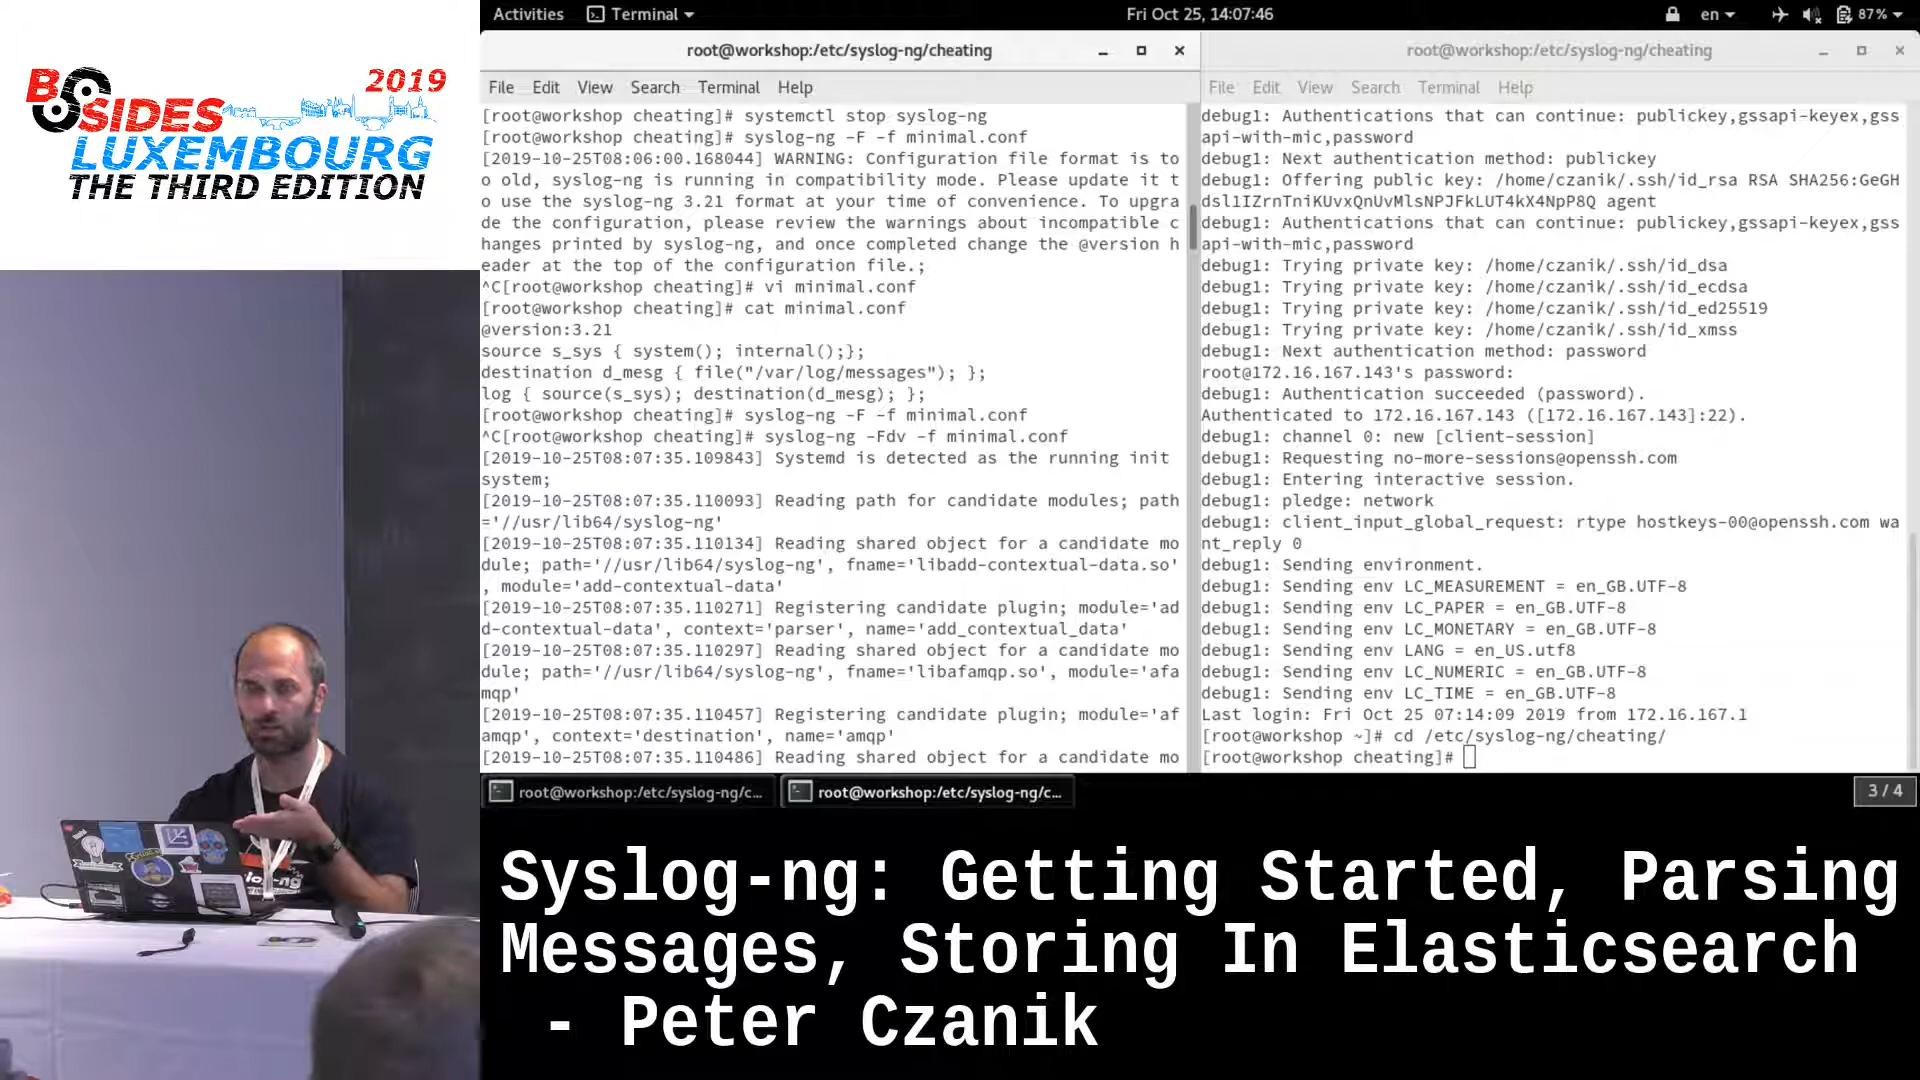 BSIDES
2019
LUXEMBOURG
THE THIRD EDITION
Activities
Terminal
Fri Oct 25, 14:07:46
en
87%
root@workshop:/etc/syslog-ng/cheating
File Edit View Search Terminal Help
[root@workshop cheating]# systemctl stop syslog-ng
[root@workshop cheating]# syslog-ng -F -f minimal.conf
[2019-10-25T08:06:00.168044] WARNING: Configuration file format is to
o old, syslog-ng is running in compatibility mode. Please update it t
o use the syslog-ng 3.21 format at your time of convenience. To upgra
de the configuration, please review the warnings about incompatible c
hanges printed by syslog-ng, and once completed change the @version h
eader at the top of the configuration file.;
^C[root@workshop cheating]# vi minimal.conf
[root@workshop cheating]# cat minimal.conf
@version:3.21
source s_sys { system(); internal();};
destination d_mesg { file("/var/log/messages"); };
log { source(s_sys); destination(d_mesg); };
[root@workshop cheating]# syslog-ng -F -f minimal.conf
^C[root@workshop cheating]# syslog-ng -Fdv -f minimal.conf
[2019-10-25T08:07:35.109843] Systemd is detected as the running init
system;
[2019-10-25T08:07:35.110093] Reading path for candidate modules; path
='//usr/lib64/syslog-ng'
[2019-10-25T08:07:35.110134] Reading shared object for a candidate mo
dule; path='//usr/lib64/syslog-ng', fname='libadd-contextual-data.so'
, module='add-contextual-data'
[2019-10-25T08:07:35.110271] Registering candidate plugin; module='ad
d-contextual-data', context='parser', name='add_contextual_data'
[2019-10-25T08:07:35.110297] Reading shared object for a candidate mo
dule; path='//usr/lib64/syslog-ng', fname='libafamqp.so', module='afa
mqp'
[2019-10-25T08:07:35.110457] Registering candidate plugin; module='af
amqp', context='destination', name='amqp'
[2019-10-25T08:07:35.110486] Reading shared object for a candidate mo
root@workshop:/etc/syslog-ng/cheating
File Edit View Search Terminal Help
debug1: Authentications that can continue: publickey,gssapi-keyex,gss
api-with-mic,password
debug1: Next authentication method: publickey
debug1: Offering public key: /home/czanik/.ssh/id_rsa RSA SHA256:GeGH
dsl1IZrnTniKUvxQnUvMlsNPJFkLUT4kX4NpP8Q agent
debug1: Authentications that can continue: publickey,gssapi-keyex,gss
api-with-mic,password
debug1: Trying private key: /home/czanik/.ssh/id_dsa
debug1: Trying private key: /home/czanik/.ssh/id_ecdsa
debug1: Trying private key: /home/czanik/.ssh/id_ed25519
debug1: Trying private key: /home/czanik/.ssh/id_xmss
debug1: Next authentication method: password
root@172.16.167.143's password:
debug1: Authentication succeeded (password).
Authenticated to 172.16.167.143 ([172.16.167.143]:22).
debug1: channel 0: new [client-session]
debug1: Requesting no-more-sessions@openssh.com
debug1: Entering interactive session.
debug1: pledge: network
debug1: client_input_global_request: rtype hostkeys-00@openssh.com wa
nt_reply 0
debug1: Sending environment.
debug1: Sending env LC_MEASUREMENT = en_GB.UTF-8
debug1: Sending env LC_PAPER = en_GB.UTF-8
debug1: Sending env LC_MONETARY = en_GB.UTF-8
debug1: Sending env LANG = en_US.utf8
debug1: Sending env LC_NUMERIC = en_GB.UTF-8
debug1: Sending env LC_TIME = en_GB.UTF-8
Last login: Fri Oct 25 07:14:09 2019 from 172.16.167.1
[root@workshop ~]# cd /etc/syslog-ng/cheating/
[root@workshop cheating]#
root@workshop:/etc/syslog-ng/c...
root@workshop:/etc/syslog-ng/c...
3 / 4
Syslog-ng: Getting Started, Parsing
Messages, Storing In Elasticsearch
- Peter Czanik